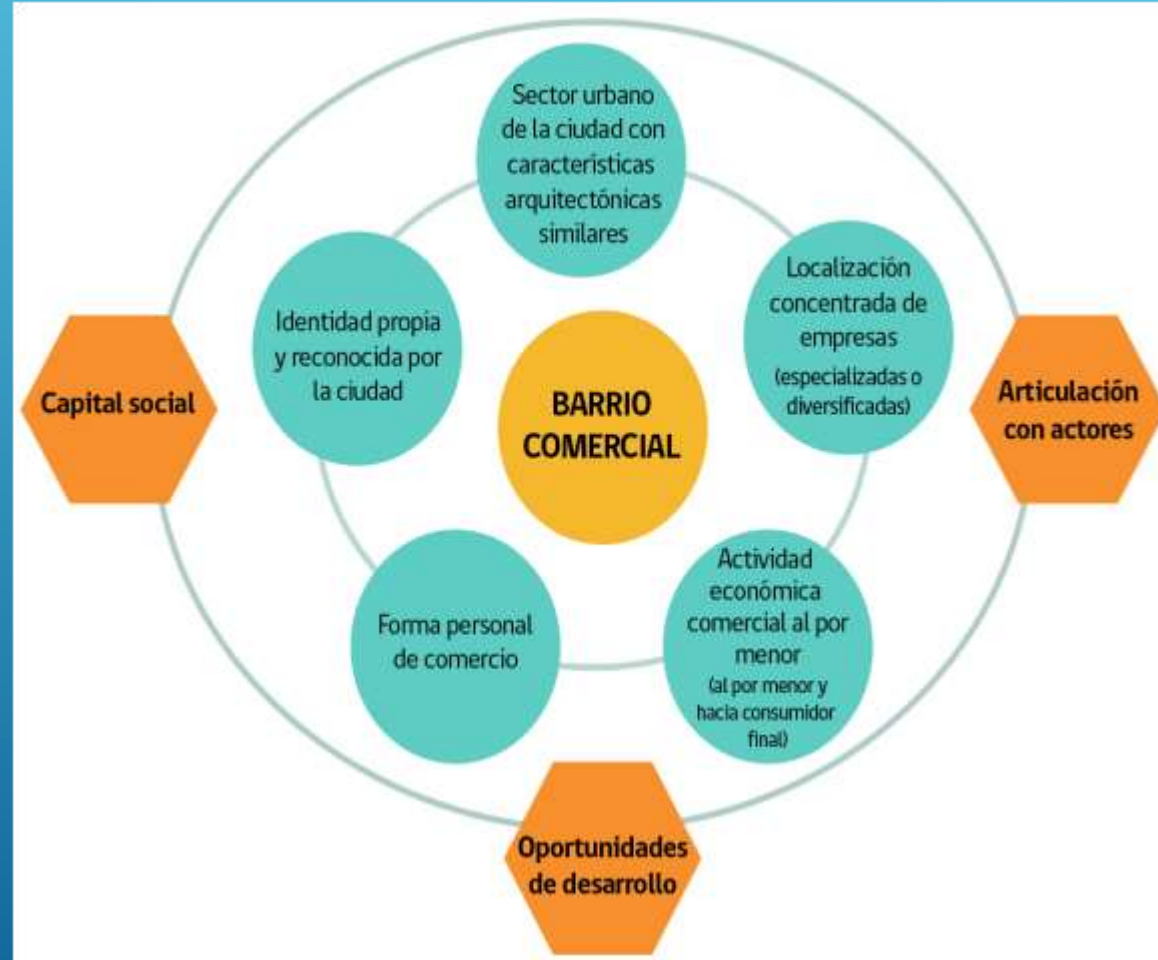 Sector urbano
de la ciudad con
características
arquitectónicas
similares
Localización
concentrada de
empresas
(especializadas o
diversificadas)
Identidad propia
y reconocida por
la ciudad
BARRIO
COMERCIAL
Capital social
Articulación
con actores
Forma personal
de comercio
Actividad
económica
comercial al por
menor
(al por menor y
hacia consumidor
final)
Oportunidades
de desarrollo